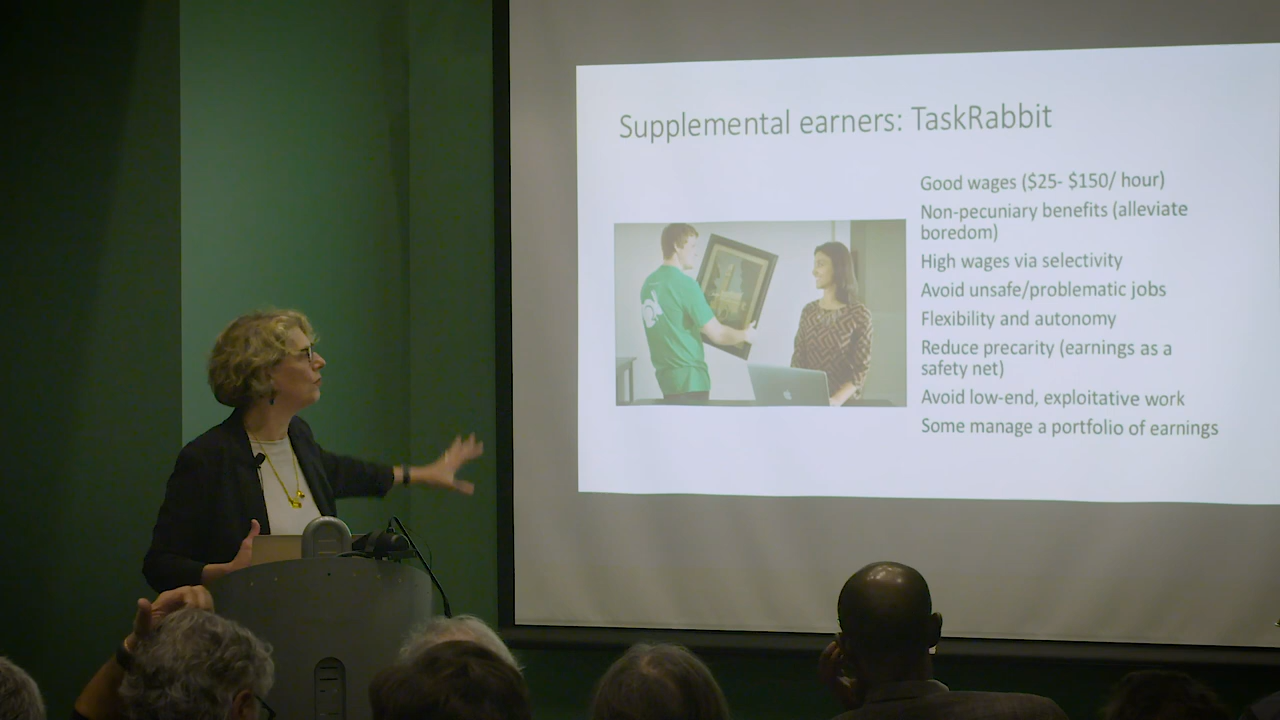 Supplemental earners: TaskRabbit
Good wages ($25- $150/ hour)
Non-pecuniary benefits (alleviate
boredom)
High wages via selectivity
Avoid unsafe/problematic jobs
Flexibility and autonomy
Reduce precarity (earnings as a
safety net)
Avoid low-end, exploitative work
Some manage a portfolio of earnings